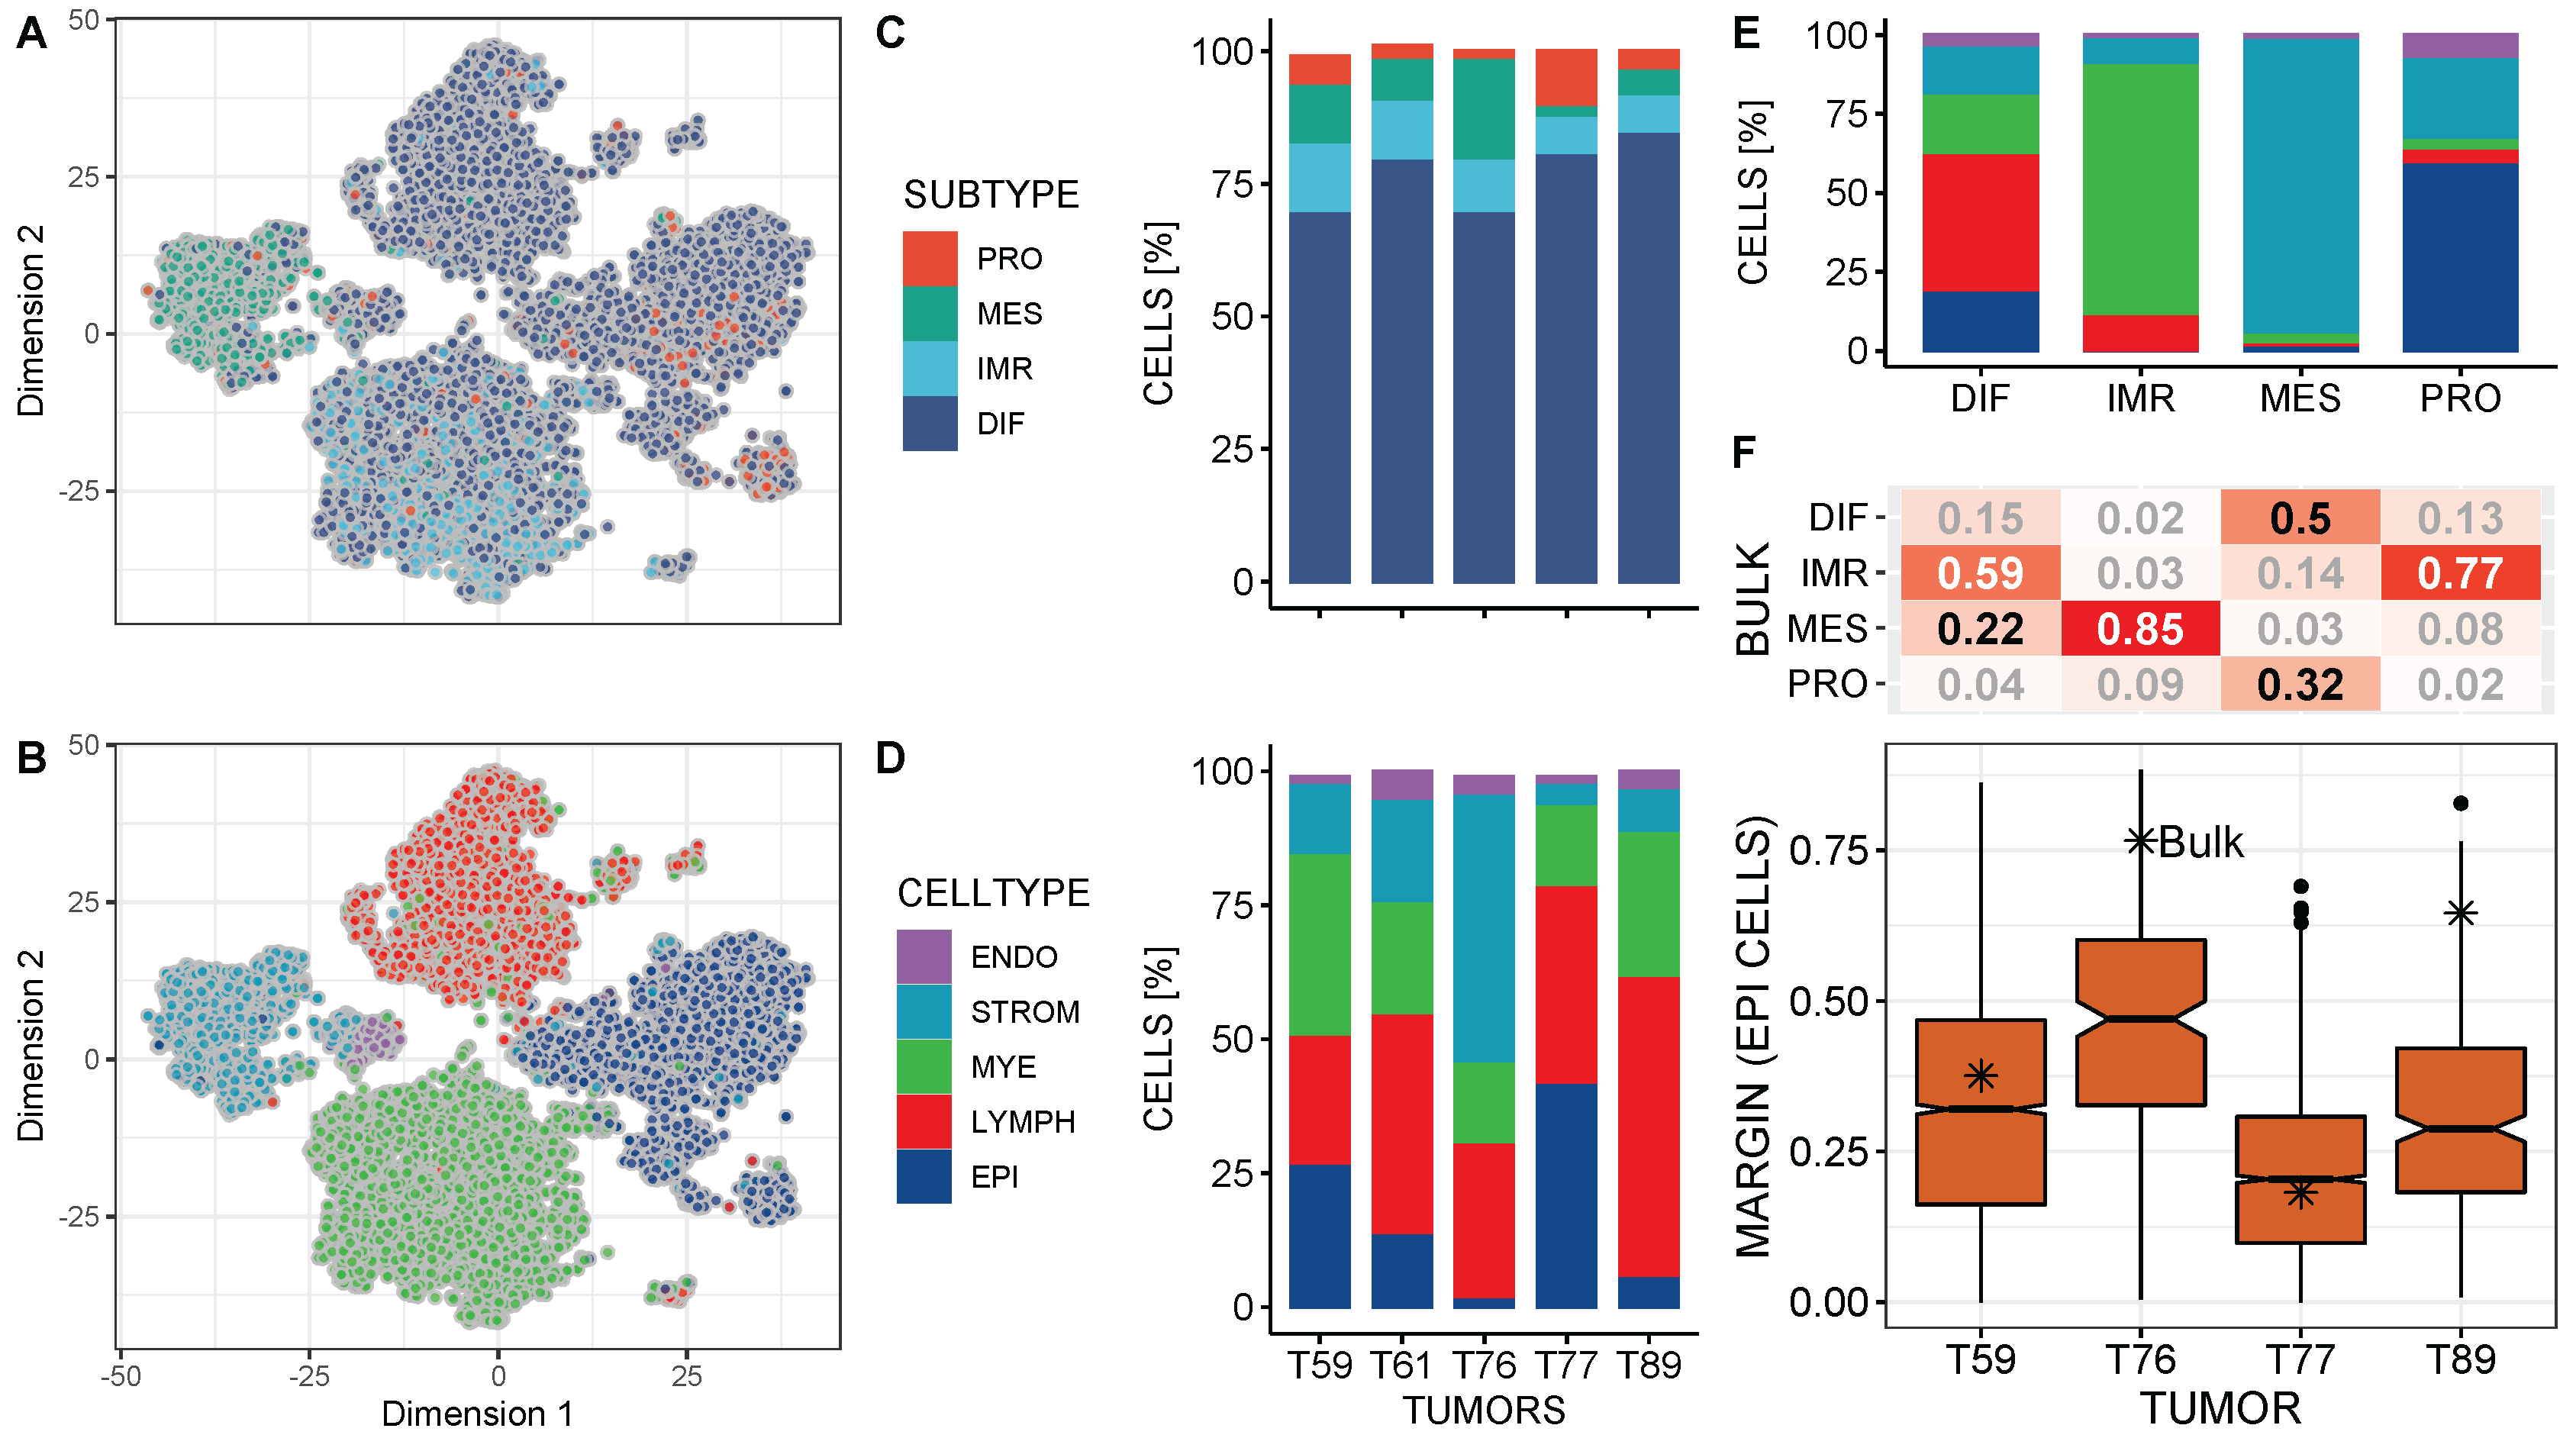 A
50
25
0
-25
Dimension 2
B
50
25
0
-25
-50
-25
0
25
Dimension 2
Dimension 1
C
SUBTYPE
PRO
MES
IMR
DIF
CELLS [%]
100
75
50
25
0
D
CELLTYPE
ENDO
STROM
MYE
LYMPH
EPI
CELLS [%]
100
75
50
25
0
T59 T61 T76 T77 T89
TUMORS
E
CELLS [%]
100
75
50
25
0
DIF IMR MES PRO
F
BULK
DIF 0.15 0.02 0.5 0.13
IMR 0.59 0.03 0.14 0.77
MES 0.22 0.85 0.03 0.08
PRO 0.04 0.09 0.32 0.02
MARGIN (EPI CELLS)
0.75
0.50
0.25
0.00
Bulk
T59 T76 T77 T89
TUMOR